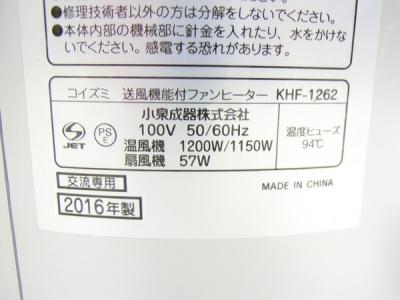 ●修理技術者以外の方は分解をしないでください。
●本体内部の機械部に針金を入れたり、水をかけな
いでください。感電する恐れがあります。
コイズミ 送風機能付ファンヒーター KHF-1262
小泉成器株式会社
100V 50/60Hz
温風機 1200W/1150W
扇風機 57W
S
JET
PS
E
温度ヒューズ
94℃
交流専用
MADE IN CHINA
2016年製